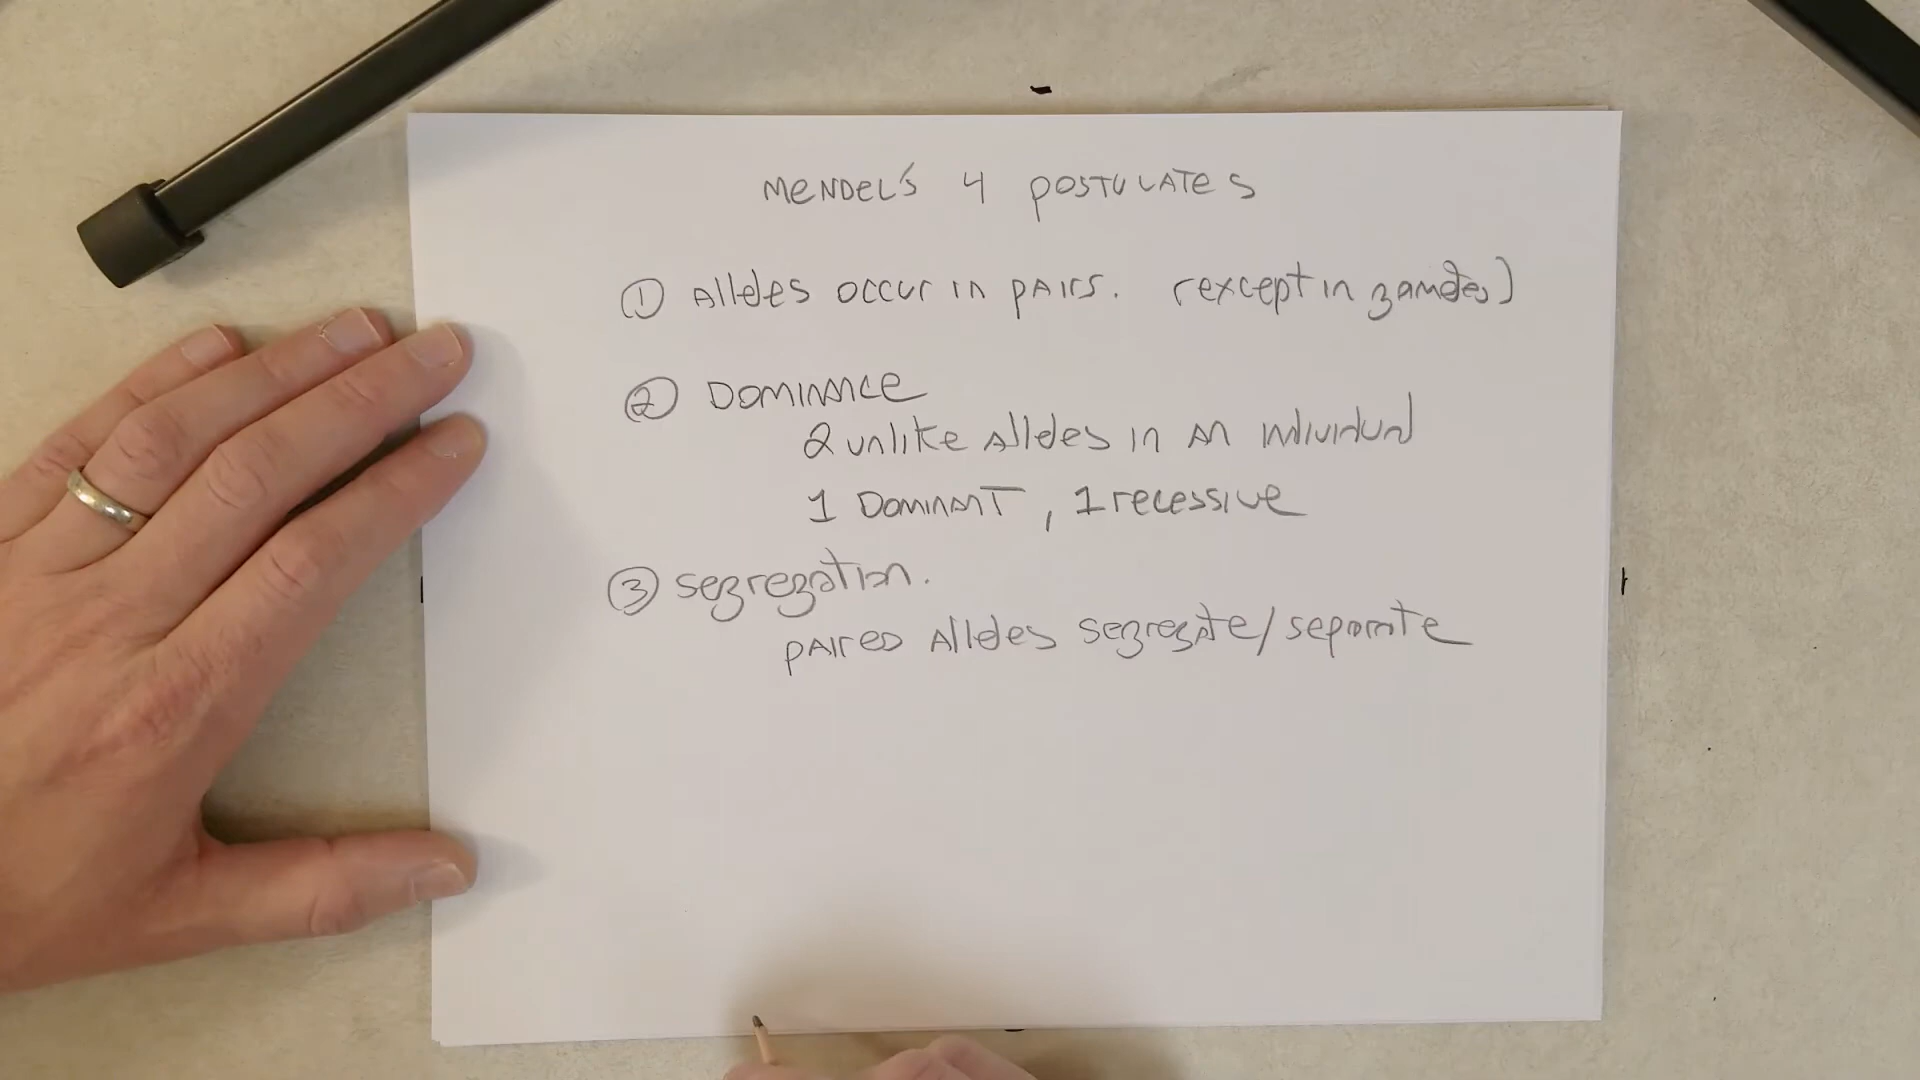 MENDEL'S 4 POSTULATES
① Alleles occur in pairs. (except in gametes)
② Dominance
2 unlike alleles in an individual
1 Dominant, 1 recessive
③ segregation.
paired alleles segregate/separate